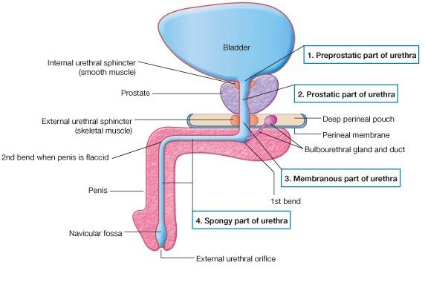 Bladder
1. Preprostatic part of urethra
Internal urethral sphincter
(smooth muscle)
2. Prostatic part of urethra
Prostate
External urethral sphincter
(skeletal muscle)
Deep perineal pouch
Perineal membrane
Bulbourethral gland and duct
2nd bend when penis is flaccid
3. Membranous part of urethra
Penis
1st bend
4. Spongy part of urethra
Navicular fossa
External urethral orifice